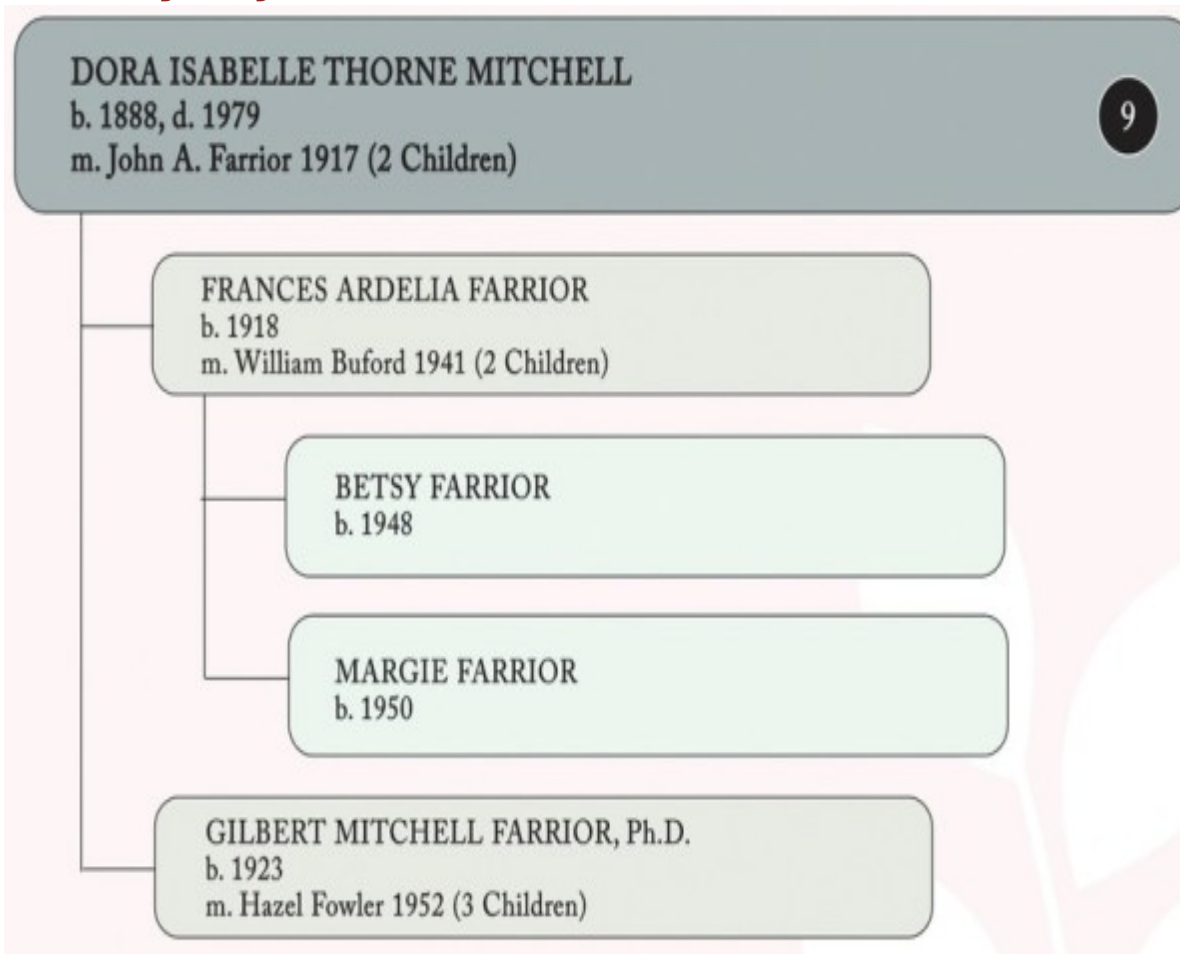 DORA ISABELLE THORNE MITCHELL
b. 1888, d. 1979
m. John A. Farrior 1917 (2 Children)
9
FRANCES ARDELIA FARRIOR
b. 1918
m. William Buford 1941 (2 Children)
BETSY FARRIOR
b. 1948
MARGIE FARRIOR
b. 1950
GILBERT MITCHELL FARRIOR, Ph.D.
b. 1923
m. Hazel Fowler 1952 (3 Children)